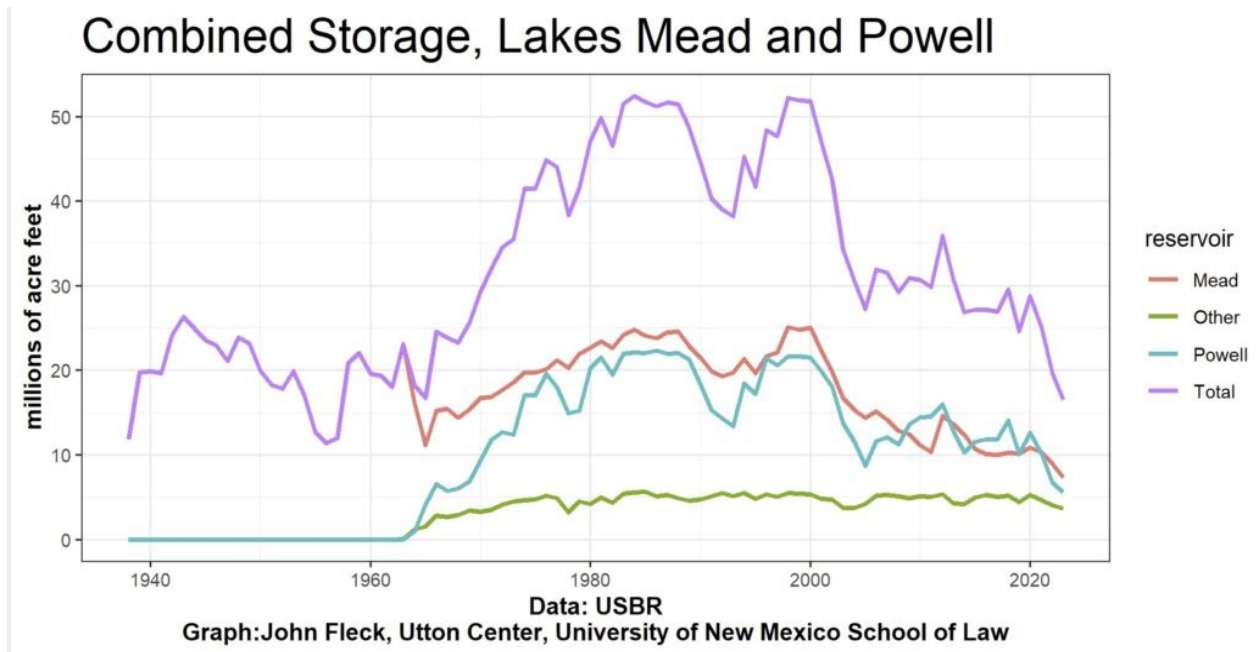 Combined Storage, Lakes Mead and Powell
millions of acre feet
50
40
30
20
10
0
1940 1960 1980 2000 2020
reservoir
Mead
Other
Powell
Total
Data: USBR
Graph:John Fleck, Utton Center, University of New Mexico School of Law